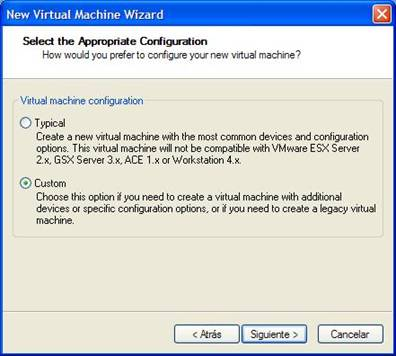 New Virtual Machine Wizard
Select the Appropriate Configuration
How would you prefer to configure your new virtual machine?
Virtual machine configuration
Typical
Create a new virtual machine with the most common devices and configuration
options. This virtual machine will not be compatible with VMware ESX Server
2.x, GSX Server 3.x, ACE 1.x or Workstation 4.x.
Custom
Choose this option if you need to create a virtual machine with additional
devices or specific configuration options, or if you need to create a legacy virtual
machine.
< Atrás
Siguiente >
Cancelar